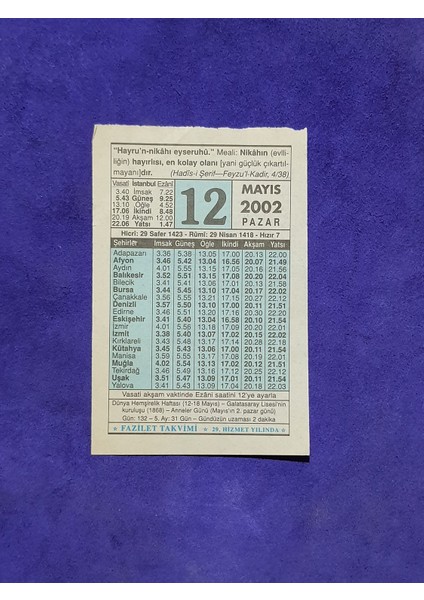 "Hayru'n-nikâhı eyseruhû." Meali: Nikâhın (evli-
liğin) hayırlısı, en kolay olanı [yani güçlük çıkartıl-
mayanı]dır. (Hadîs-i Şerif—Feyzu'l-Kadir, 4/38)
Vasatî İstanbul Ezânî
3.40 İmsak 7.22
5.43 Güneş 9.25
13.10 Öğle 4.52
17.06 İkindi 8.48
20.19 Akşam 12.00
22.06 Yatsı 1.47
12
MAYIS
2002
PAZAR
Hicrî: 29 Safer 1423 - Rûmî: 29 Nisan 1418 - Hızır 7
Şehirler İmsak Güneş Öğle İkindi Akşam Yatsı
Adapazarı 3.36 5.38 13.05 17.00 20.13 22.00
Afyon 3.46 5.42 13.04 16.56 20.07 21.49
Aydın 4.01 5.55 13.15 17.05 20.16 21.56
Balıkesir 3.52 5.51 13.15 17.08 20.20 22.04
Bilecik 3.41 5.41 13.06 17.01 20.13 21.58
Bursa 3.44 5.45 13.10 17.04 20.17 22.02
Çanakkale 3.56 5.55 13.21 17.15 20.27 22.12
Denizli 3.57 5.50 13.10 17.00 20.11 21.51
Edirne 3.46 5.51 13.20 17.17 20.30 22.20
Eskişehir 3.41 5.40 13.04 16.58 20.10 21.54
İzmir 4.01 5.56 13.18 17.09 20.20 22.02
İzmit 3.38 5.40 13.07 17.02 20.15 22.02
Kırklareli 3.43 5.48 13.18 17.14 20.28 22.18
Kütahya 3.45 5.43 13.06 17.00 20.11 21.54
Manisa 3.59 5.55 13.17 17.08 20.19 22.01
Muğla 4.02 5.54 13.13 17.02 20.12 21.51
Tekirdağ 3.46 5.49 13.17 17.13 20.25 22.12
Uşak 3.51 5.47 13.09 17.01 20.11 21.54
Yalova 3.41 5.43 13.09 17.04 20.18 22.03
Vasati akşam vaktinde Ezâni saatini 12'ye ayarla
Dünya Hemşirelik Haftası (12-18 Mayıs) – Galatasaray Lisesi'nin
kuruluşu (1868) – Anneler Günü (Mayıs'ın 2. pazar günü)
Gün: 132 – 5. Ay: 31 Gün – Gündüzün uzaması 2 dakika
★ FAZİLET TAKVİMİ ★ 29. HİZMET YILINDA ★